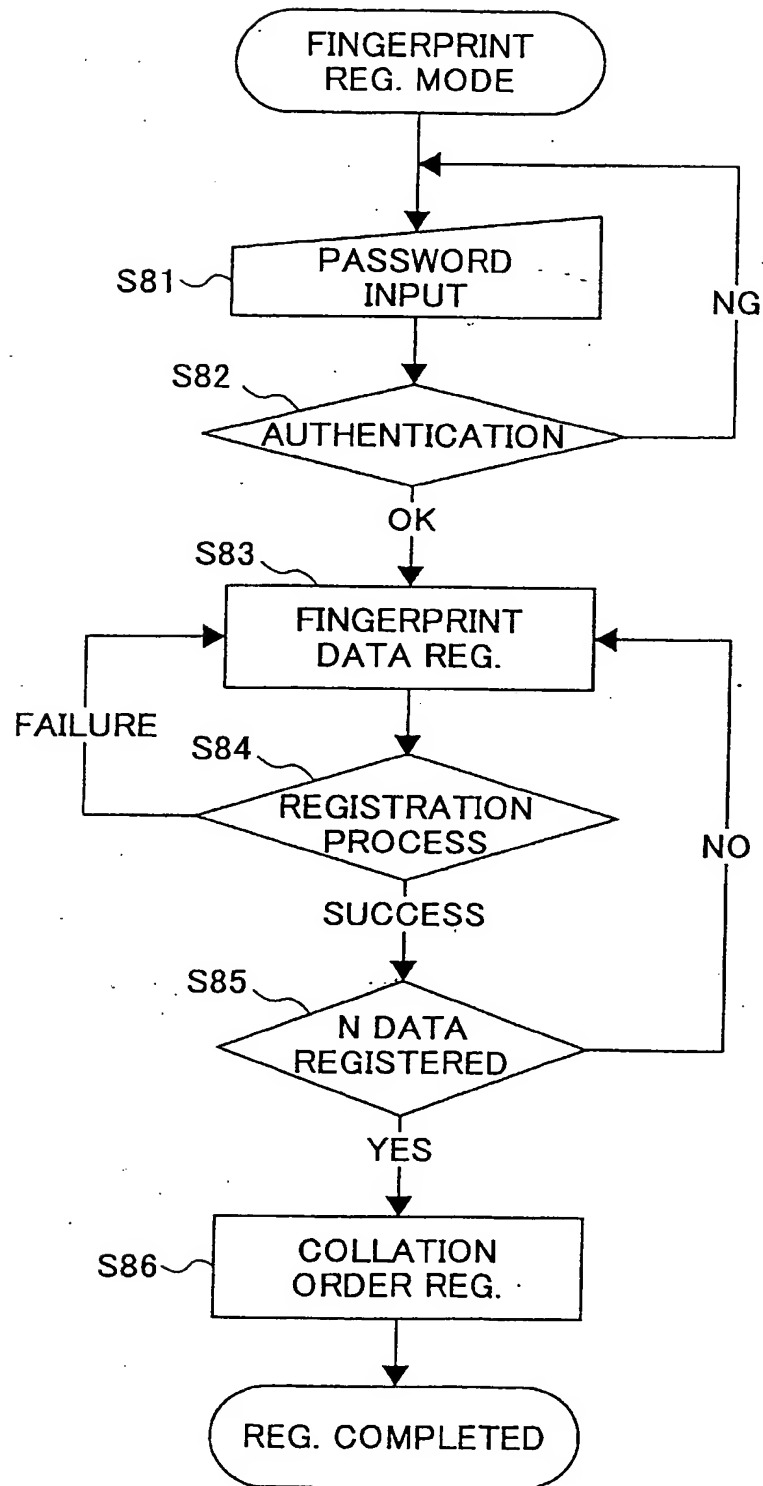 FINGERPRINT
REG. MODE
S81
PASSWORD
INPUT
NG
S82
AUTHENTICATION
OK
S83
FINGERPRINT
DATA REG.
FAILURE
S84
REGISTRATION
PROCESS
NO
SUCCESS
S85
N DATA
REGISTERED
YES
S86
COLLATION
ORDER REG.
REG. COMPLETED